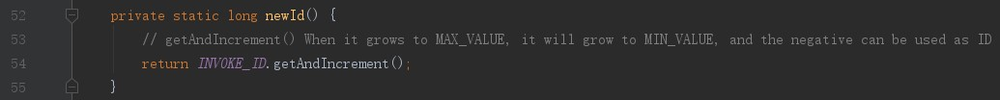 52 private static long newId() {
53 // getAndIncrement() When it grows to MAX_VALUE, it will grow to MIN_VALUE, and the negative can be used as ID
54 return INVOKE_ID.getAndIncrement();
55 }